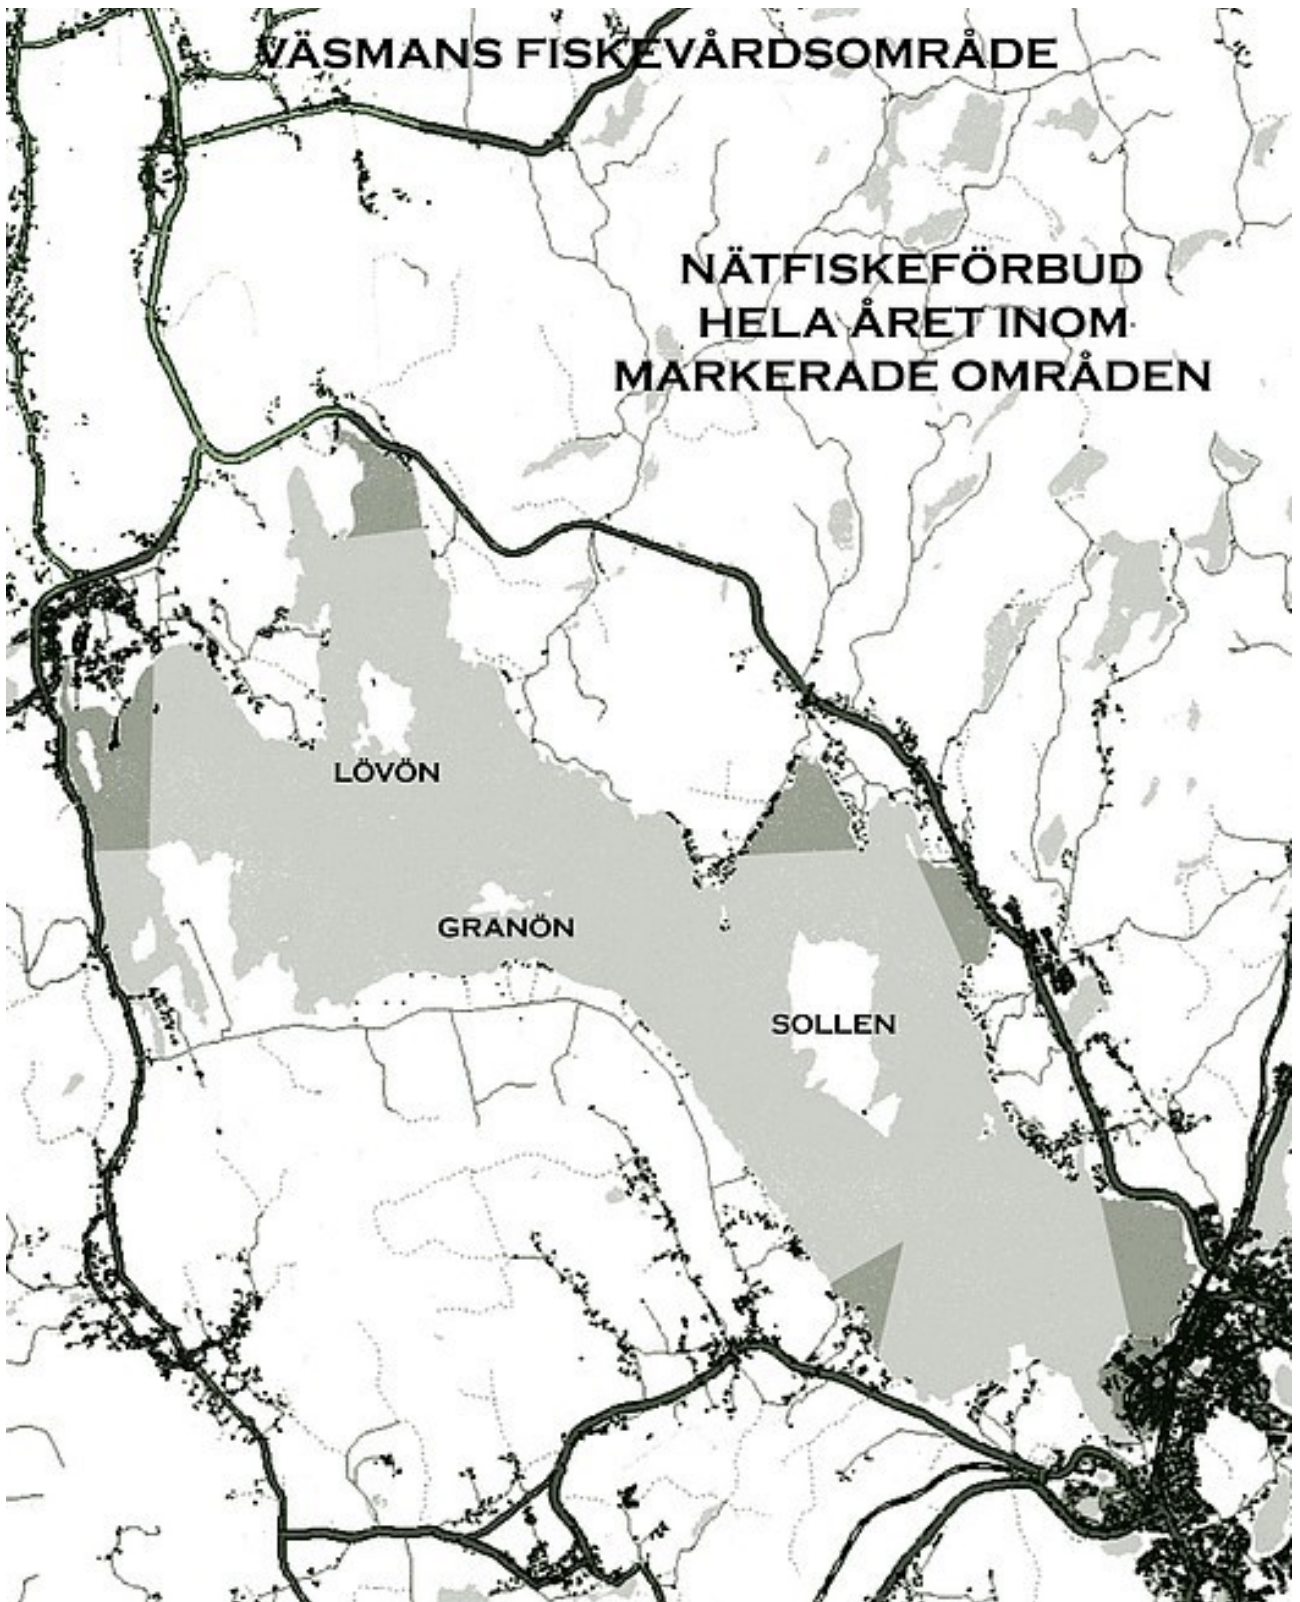 VÄSMANS FISKEVÅRDSOMRÅDE
NÄTFISKEFÖRBUD
HELA ÅRET INOM
MARKERADE OMRÅDEN
LÖVÖN
GRANÖN
SOLLEN